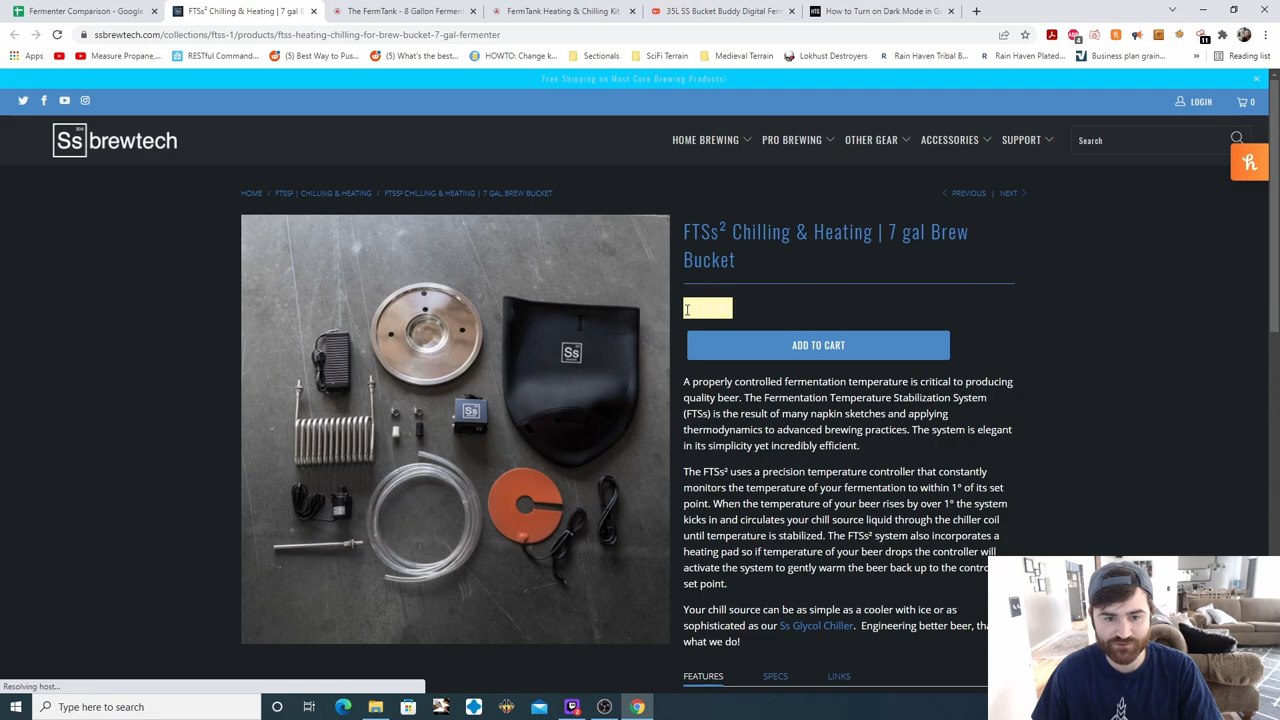 Fermenter Comparison - Google
FTSs² Chilling & Heating | 7 gal B
The FermTank - 8 Gallon Ferment
FermTank Heating & Chilling Kit
35L SS Bucket Buddy Digital Ferm
How to Turn on Dark Mode in Go
ssbrewtech.com/collections/ftss-1/products/ftss-heating-chilling-for-brew-bucket-7-gal-fermenter
Apps
Measure Propane,...
RESTful Command...
HOWTO: Change k...
(5) Beautiful to Pus...
(5) What's the best...
Sectionals
SciFi Terrain
Medieval Terrain
Lokhust Destroyers
Rain Haven Tribal B...
Rain Haven Plated...
Business plan grain...
Reading list
Free Shipping on Most Core Brewing Products!
LOGIN
0
304
Ss brewtech
HOME BREWING
PRO BREWING
OTHER GEAR
ACCESSORIES
SUPPORT
Search
HOME / FTSS² | CHILLING & HEATING / FTSS² CHILLING & HEATING | 7 GAL BREW BUCKET
PREVIOUS | NEXT
FTSs² Chilling & Heating | 7 gal Brew
Bucket
ADD TO CART
A properly controlled fermentation temperature is critical to producing
quality beer. The Fermentation Temperature Stabilization System
(FTSs) is the result of many napkin sketches and applying
thermodynamics to advanced brewing practices. The system is elegant
in its simplicity yet incredibly efficient.
The FTSs² uses a precision temperature controller that constantly
monitors the temperature of your fermentation to within 1° of its set
point. When the temperature of your beer rises by over 1° the system
kicks in and circulates your chill source liquid through the chiller coil
until temperature is stabilized. The FTSs² system also incorporates a
heating pad so if temperature of your beer drops the controller will
activate the system to gently warm the beer back up to the contro
set point.
Your chill source can be as simple as a cooler with ice or as
sophisticated as our Ss Glycol Chiller. Engineering better beer, tha
what we do!
FEATURES
SPECS
LINKS
Ss
Ss
Resolving host...
Type here to search